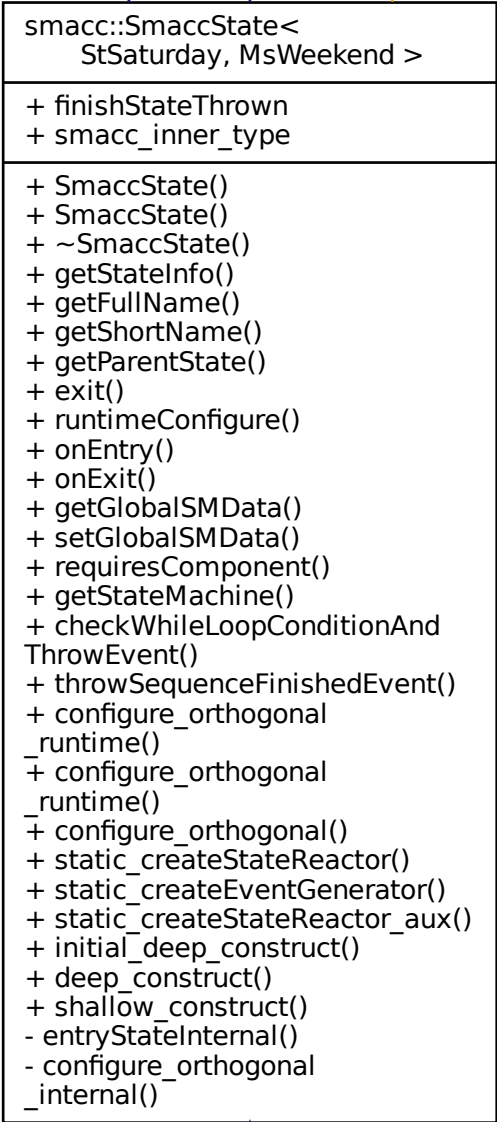 smacc::SmaccState<
StSaturday, MsWeekend >
+ finishStateThrown
+ smacc_inner_type
+ SmaccState()
+ SmaccState()
+ ~SmaccState()
+ getStateInfo()
+ getFullName()
+ getShortName()
+ getParentState()
+ exit()
+ runtimeConfigure()
+ onEntry()
+ onExit()
+ getGlobalSMData()
+ setGlobalSMData()
+ requiresComponent()
+ getStateMachine()
+ checkWhileLoopConditionAnd
ThrowEvent()
+ throwSequenceFinishedEvent()
+ configure_orthogonal
_runtime()
+ configure_orthogonal
_runtime()
+ configure_orthogonal()
+ static_createStateReactor()
+ static_createEventGenerator()
+ static_createStateReactor_aux()
+ initial_deep_construct()
+ deep_construct()
+ shallow_construct()
- entryStateInternal()
- configure_orthogonal
_internal()